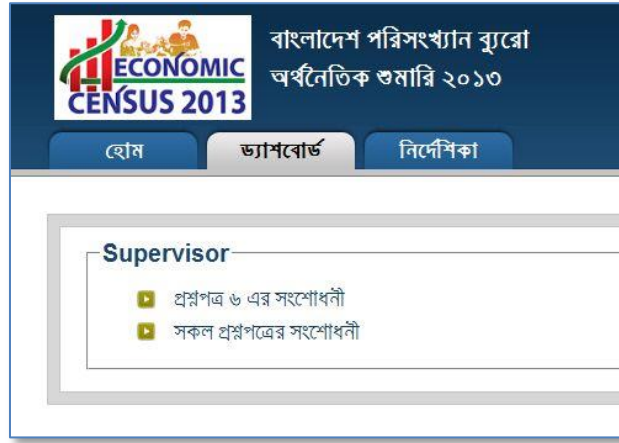 ECONOMIC
CENSUS 2013
বাংলাদেশ পরিসংখ্যান ব্যুরো
অর্থনৈতিক শুমারি ২০১৩
হোম
ড্যাশবোর্ড
নির্দেশিকা
Supervisor
প্রশ্নপত্র ৬ এর সংশোধনী
সকল প্রশ্নপত্রের সংশোধনী